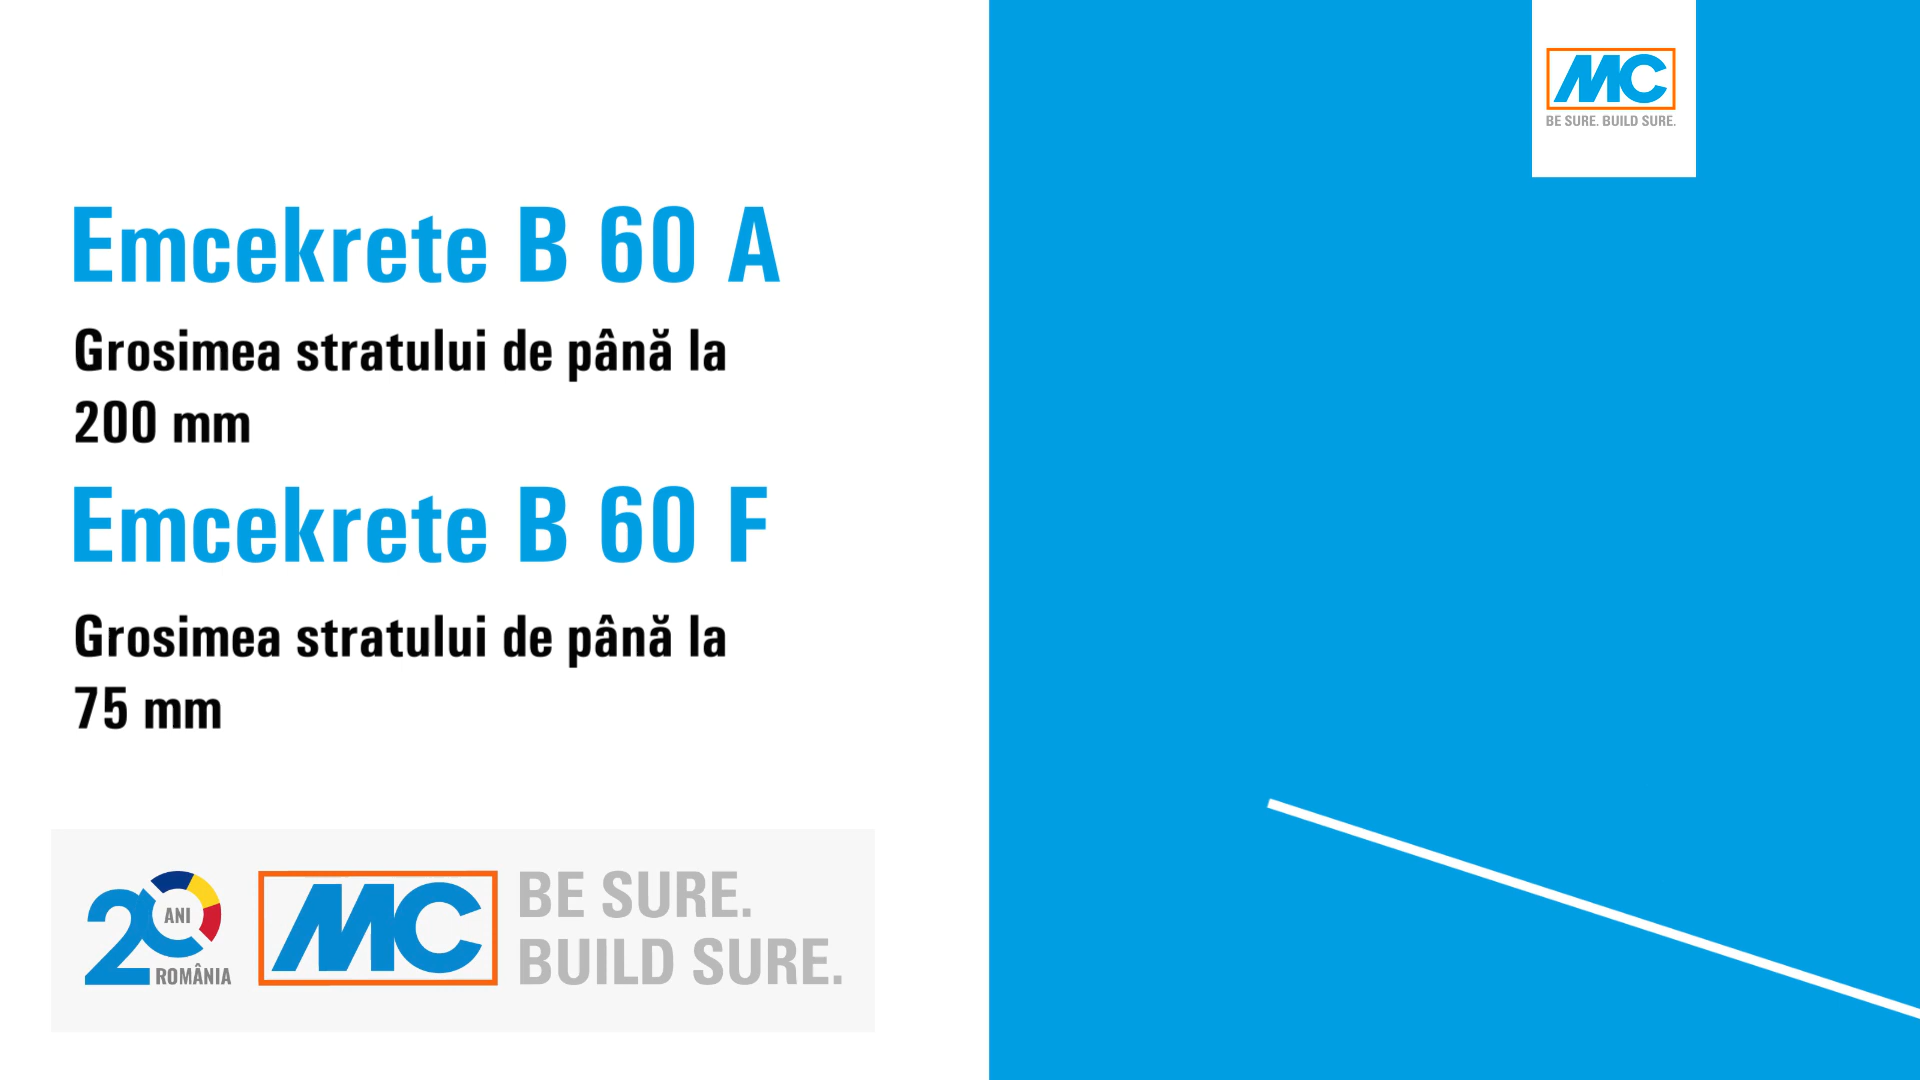 MC
BE SURE. BUILD SURE.
Emcekrete B 60 A
Grosimea stratului de până la
200 mm
Emcekrete B 60 F
Grosimea stratului de până la
75 mm
20 ANI
ROMÂNIA
MC
BE SURE.
BUILD SURE.